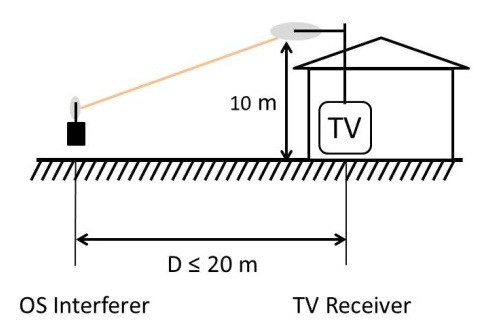 10 m
TV
D ≤ 20 m
OS Interferer
TV Receiver